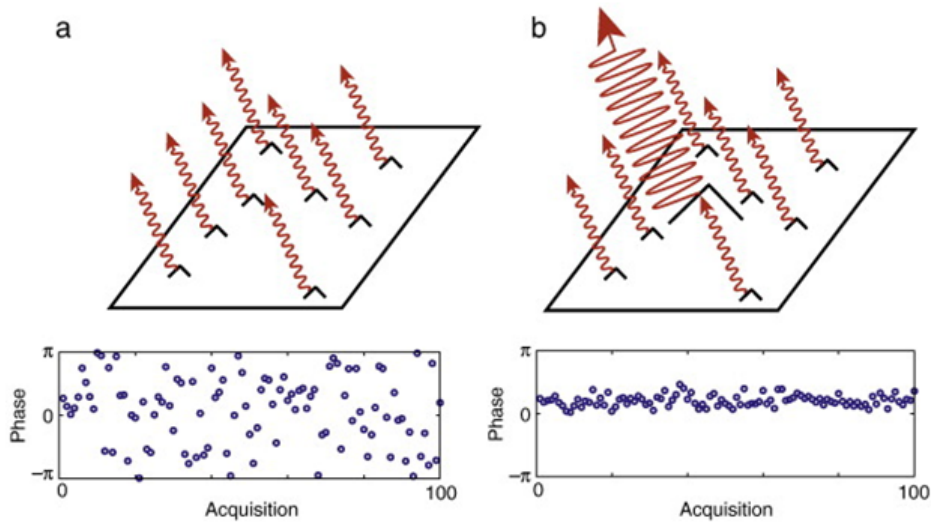 a
b
π
0
−π
Phase
0
100
Acquisition
π
0
−π
Phase
0
100
Acquisition